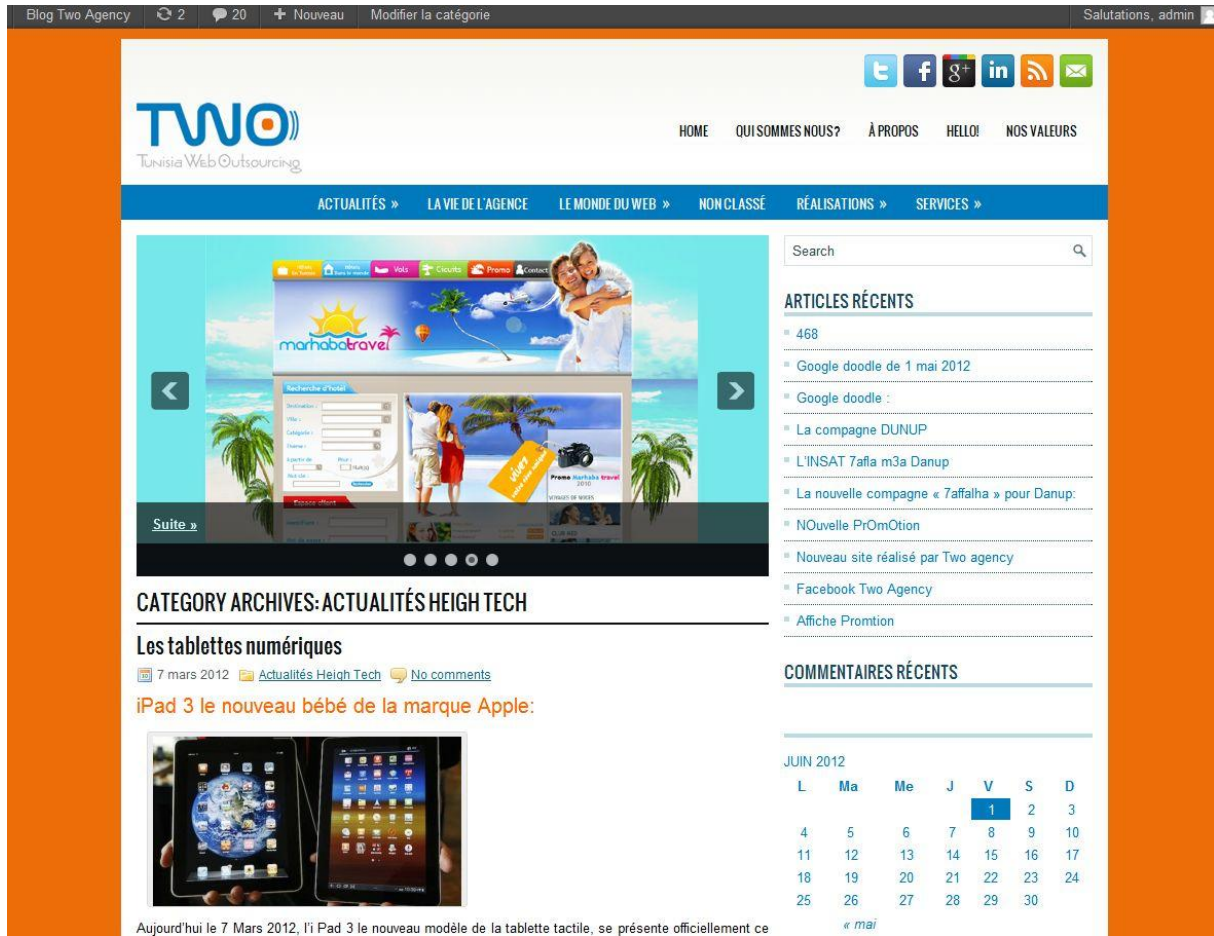 Blog Two Agency 2 20 + Nouveau Modifier la catégorie Salutations, admin
g+ in
TWO
Tunisia Web Outsourcing
HOME QUI SOMMES NOUS? À PROPOS HELLO! NOS VALEURS
ACTUALITÉS » LA VIE DE L'AGENCE LE MONDE DU WEB » NON CLASSÉ RÉALISATIONS » SERVICES »
Vols Circuits Promo Contact
marhabatravel
Recherche d'hotel
Promo Marhaba travel
2010
Suite »
Search
ARTICLES RÉCENTS
468
Google doodle de 1 mai 2012
Google doodle :
La compagne DUNUP
L'INSAT 7afla m3a Danup
La nouvelle compagne « 7affalha » pour Danup:
NOuvelle PrOmOtion
Nouveau site réalisé par Two agency
Facebook Two Agency
Affiche Promtion
COMMENTAIRES RÉCENTS
CATEGORY ARCHIVES: ACTUALITÉS HEIGH TECH
Les tablettes numériques
7 mars 2012 Actualités Heigh Tech No comments
iPad 3 le nouveau bébé de la marque Apple:
Aujourd'hui le 7 Mars 2012, l'i Pad 3 le nouveau modèle de la tablette tactile, se présente officiellement ce
JUIN 2012
L Ma Me J V S D
1 2 3
4 5 6 7 8 9 10
11 12 13 14 15 16 17
18 19 20 21 22 23 24
25 26 27 28 29 30
« mai